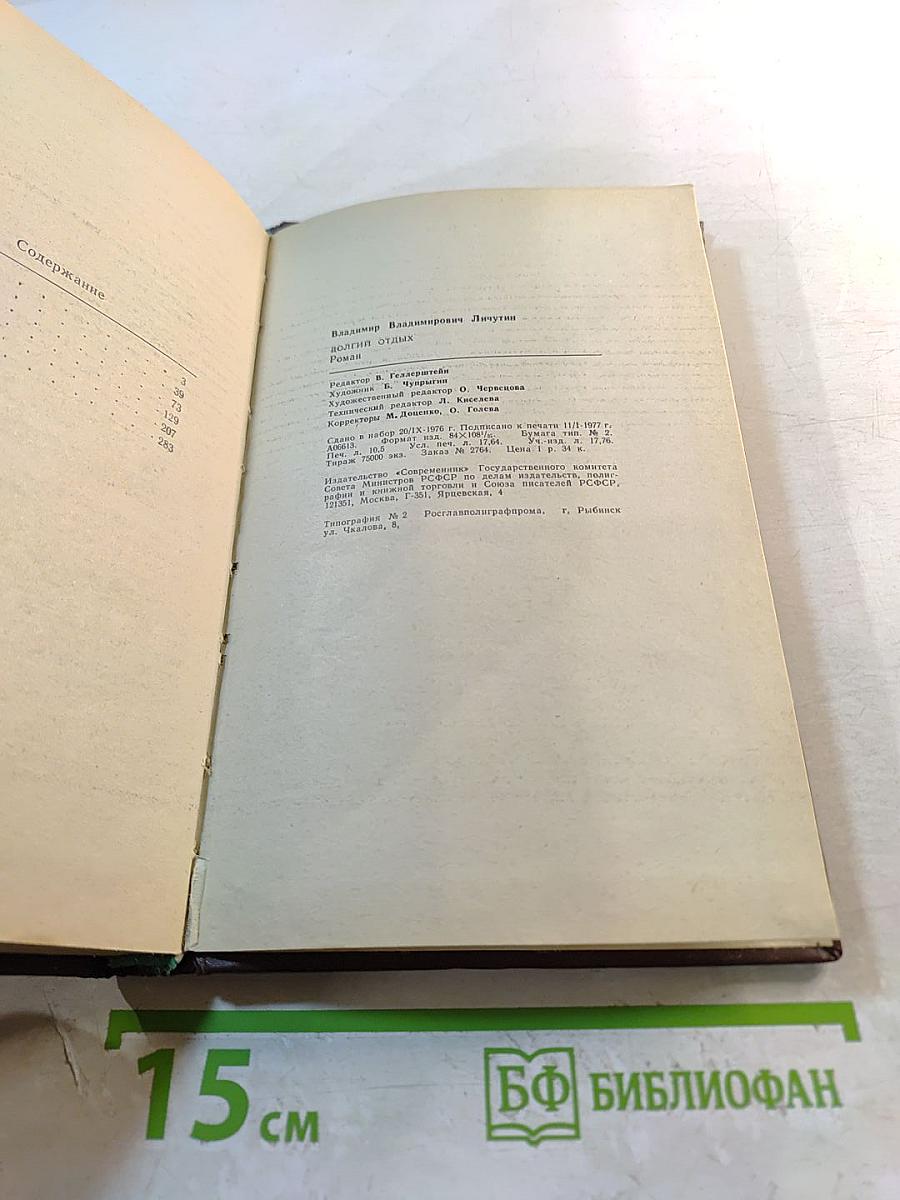 Содержание
3
39
73
129
207
283
Владимир Владимирович Личутин
ДОЛГИЙ ОТДЫХ
Роман
Редактор В. Геллерштейн
Художник Б. Чупрыгин
Художественный редактор О. Червецова
Технический редактор Л. Киселева
Корректоры М. Доценко, О. Голева
Сдано в набор 20/IX-1976 г. Подписано к печати 11/I-1977 г.
А06613. Формат изд. 84X108¹/₃₂. Бумага тип. № 2.
Печ. л. 10,5 Усл. печ. л. 17,64. Уч.-изд. л. 17,76.
Тираж 75000 экз. Заказ № 2764. Цена 1 р. 34 к.
Издательство «Современник» Государственного комитета
Совета Министров РСФСР по делам издательств, полиг-
рафии и книжной торговли и Союза писателей РСФСР,
121351, Москва, Г-351, Ярцевская, 4
Типография № 2 Росглавполиграфпрома, г. Рыбинск
ул. Чкалова, 8,
15 см
БФ БИБЛИОФАН